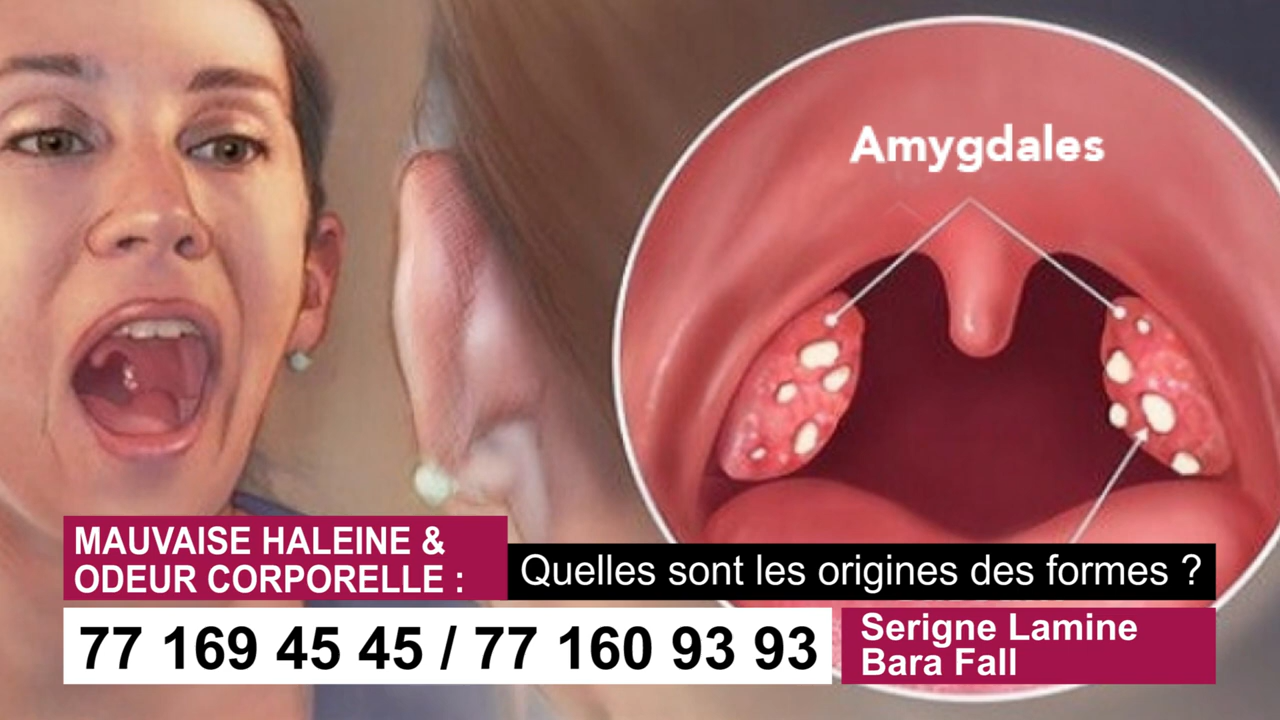 Amygdales
MAUVAISE HALEINE &
ODEUR CORPORELLE :
Quelles sont les origines des formes ?
77 169 45 45 / 77 160 93 93
Serigne Lamine
Bara Fall